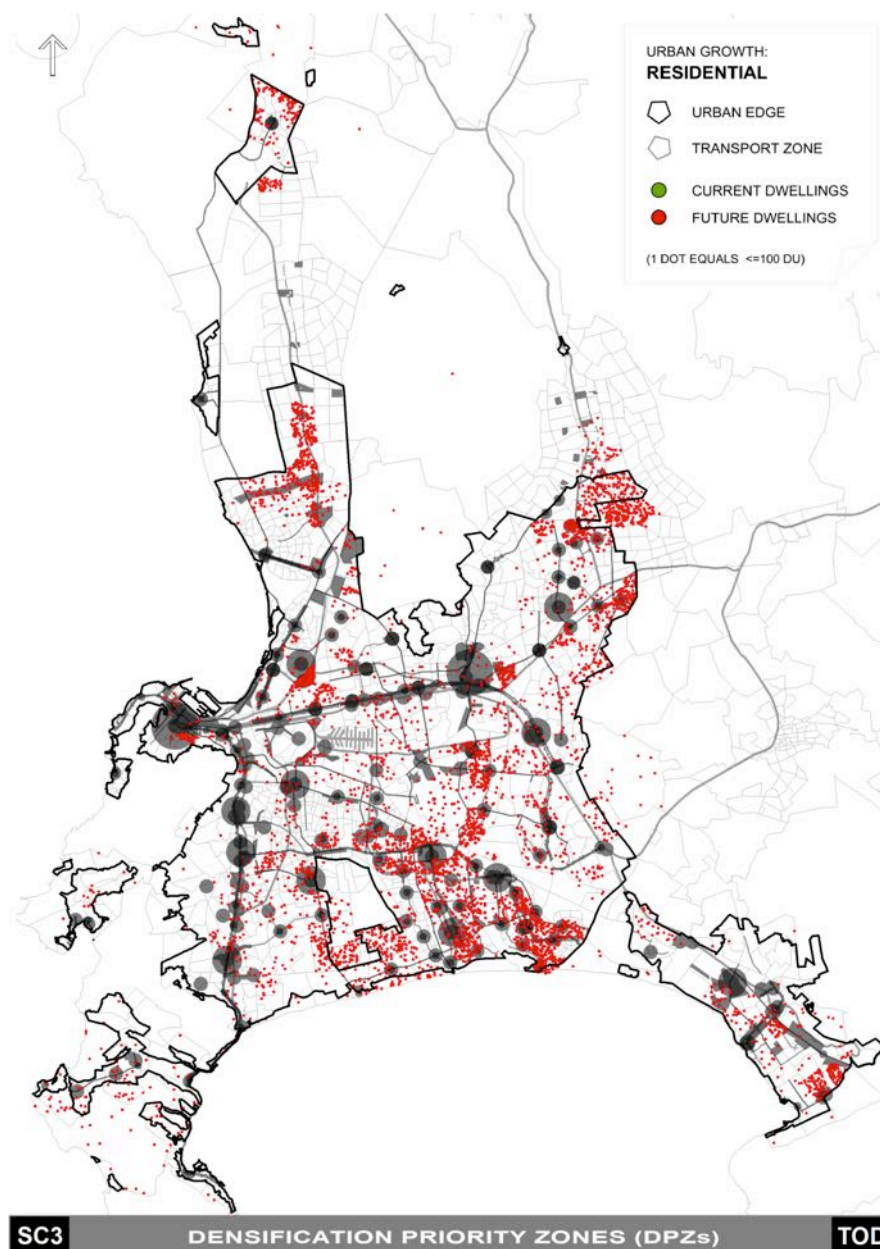 URBAN GROWTH:
RESIDENTIAL
URBAN EDGE
TRANSPORT ZONE
CURRENT DWELLINGS
FUTURE DWELLINGS
(1 DOT EQUALS <=100 DU)
SC3 DENSIFICATION PRIORITY ZONES (DPZs) TOD